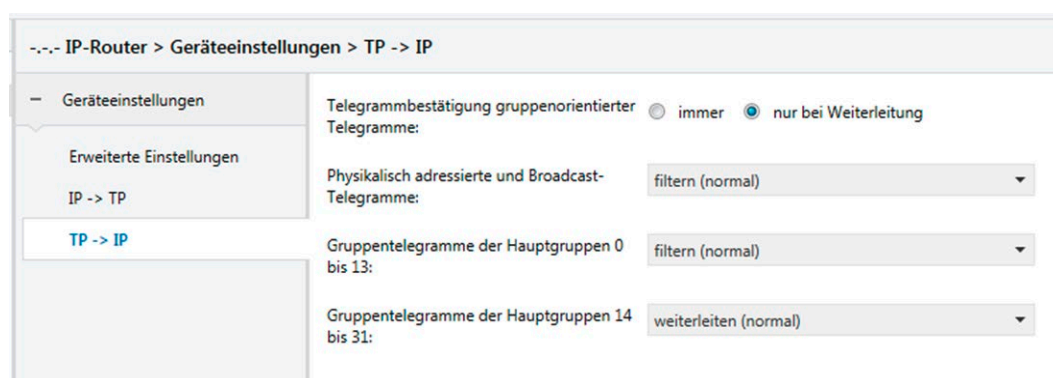 -.-.- IP-Router > Geräteeinstellungen > TP -> IP
– Geräteeinstellungen
Erweiterte Einstellungen
IP -> TP
TP -> IP
Telegrammbestätigung gruppenorientierter
Telegramme:
immer
nur bei Weiterleitung
Physikalisch adressierte und Broadcast-
Telegramme:
filtern (normal)
Gruppentelegramme der Hauptgruppen 0
bis 13:
filtern (normal)
Gruppentelegramme der Hauptgruppen 14
bis 31:
weiterleiten (normal)